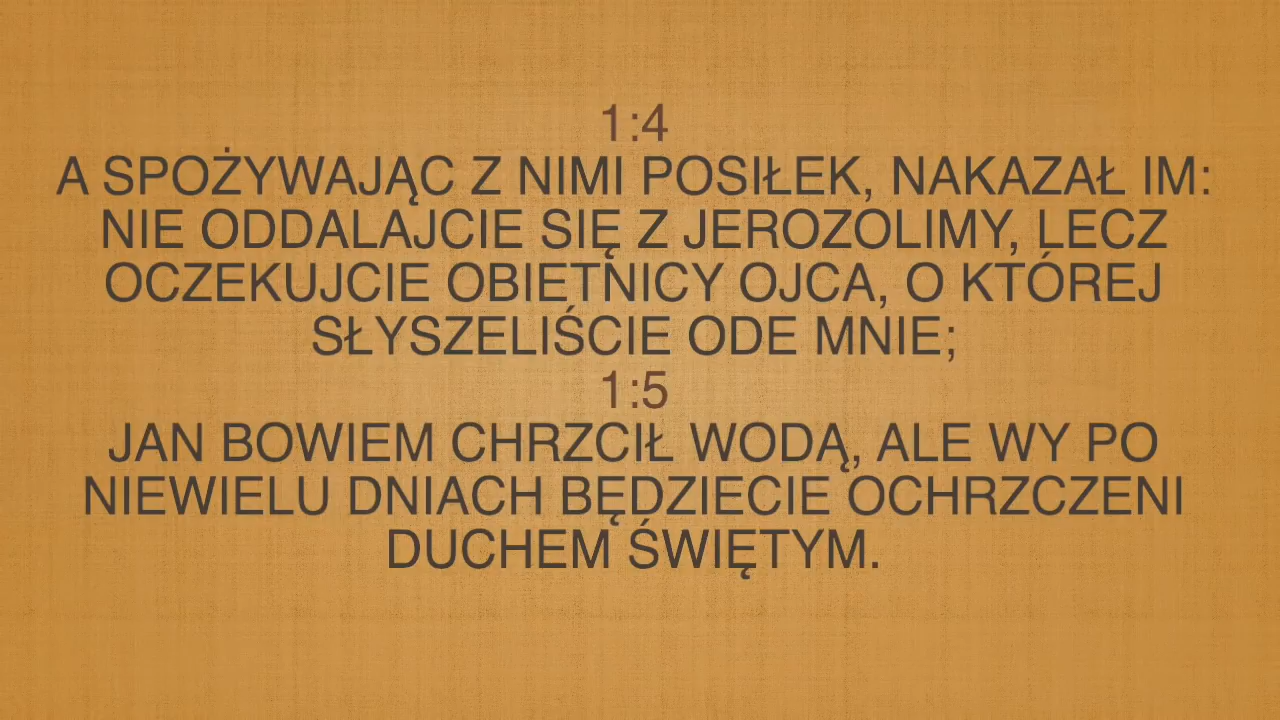 1:4
A SPOŻYWAJĄC Z NIMI POSIŁEK, NAKAZAŁ IM:
NIE ODDALAJCIE SIĘ Z JEROZOLIMY, LECZ
OCZEKUJCIE OBIETNICY OJCA, O KTÓREJ
SŁYSZELIŚCIE ODE MNIE;
1:5
JAN BOWIEM CHRZCIŁ WODĄ, ALE WY PO
NIEWIELU DNIACH BĘDZIECIE OCHRZCZENI
DUCHEM ŚWIĘTYM.